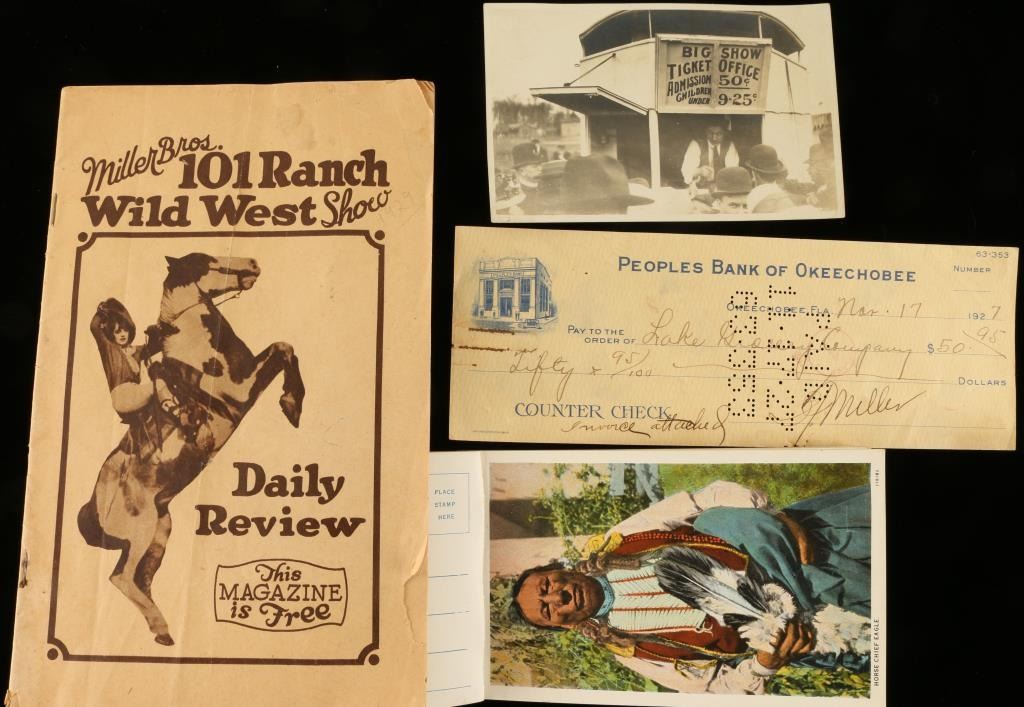 Miller Bros.
101 Ranch
Wild West Show
Daily
Review
This
MAGAZINE
is Free
BIG SHOW
TICKET OFFICE
ADMISSION 50¢
CHILDREN
UNDER 9-25¢
63-353
PEOPLES BANK OF OKEECHOBEE
NUMBER
OKEECHOBEE, FLA. Nov. 17 1927
PAY TO THE
ORDER OF Lake Grocery Company $50.95
Fifty & 95/100 DOLLARS
COUNTER CHECK
Invoice attached
Miller
PLACE
STAMP
HERE
HORSE CHIEF EAGLE